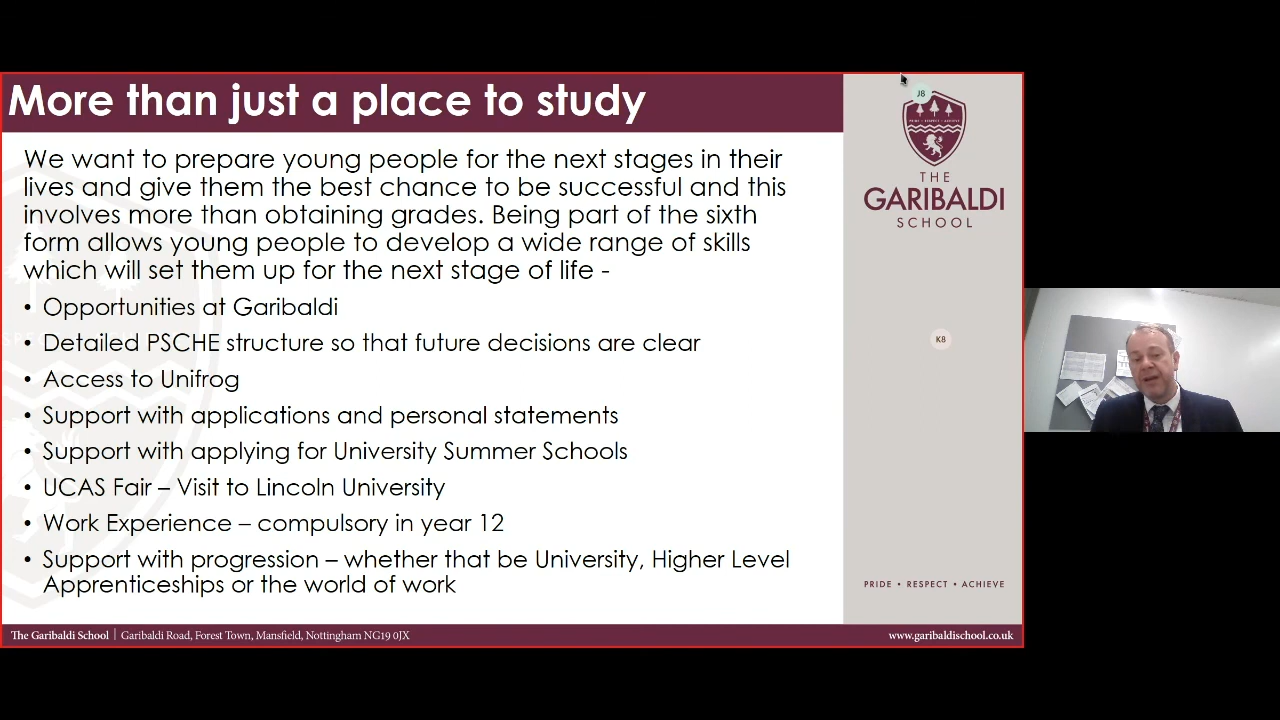 More than just a place to study
We want to prepare young people for the next stages in their
lives and give them the best chance to be successful and this
involves more than obtaining grades. Being part of the sixth
form allows young people to develop a wide range of skills
which will set them up for the next stage of life -
• Opportunities at Garibaldi
• Detailed PSCHE structure so that future decisions are clear
• Access to Unifrog
• Support with applications and personal statements
• Support with applying for University Summer Schools
• UCAS Fair – Visit to Lincoln University
• Work Experience – compulsory in year 12
• Support with progression – whether that be University, Higher Level
Apprenticeships or the world of work
J8
PRIDE • RESPECT • ACHIEVE
THE
GARIBALDI
SCHOOL
K8
PRIDE • RESPECT • ACHIEVE
The Garibaldi School | Garibaldi Road, Forest Town, Mansfield, Nottingham NG19 0JX
www.garibaldischool.co.uk